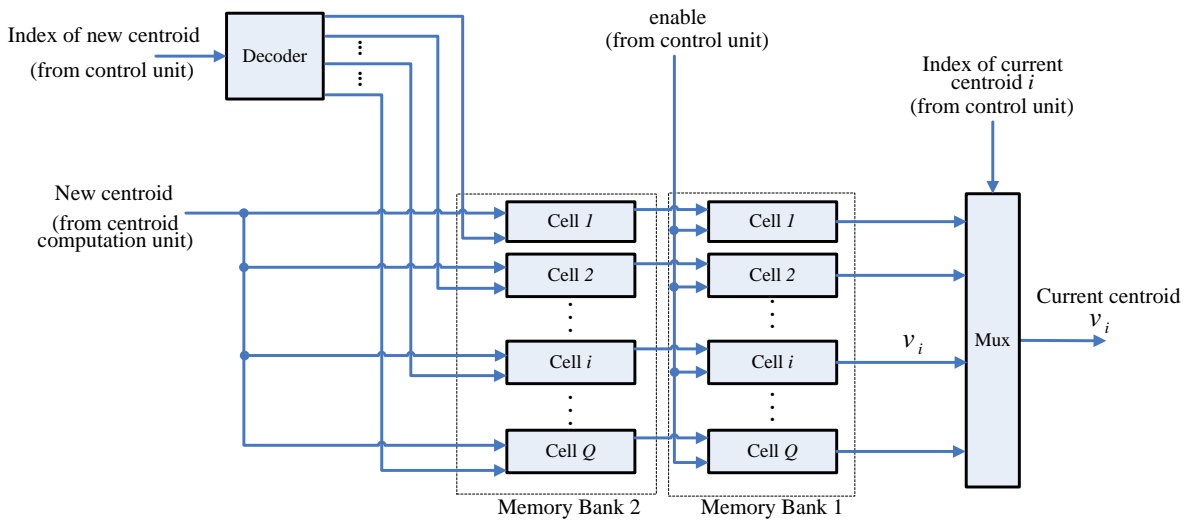 Index of new centroid
(from control unit)
Decoder
enable
(from control unit)
Index of current
centroid i
(from control unit)
New centroid
(from centroid
computation unit)
Cell 1
Cell 1
Cell 2
Cell 2
Cell i
Cell i
Cell Q
Cell Q
v i
Mux
Current centroid
v i
Memory Bank 2
Memory Bank 1